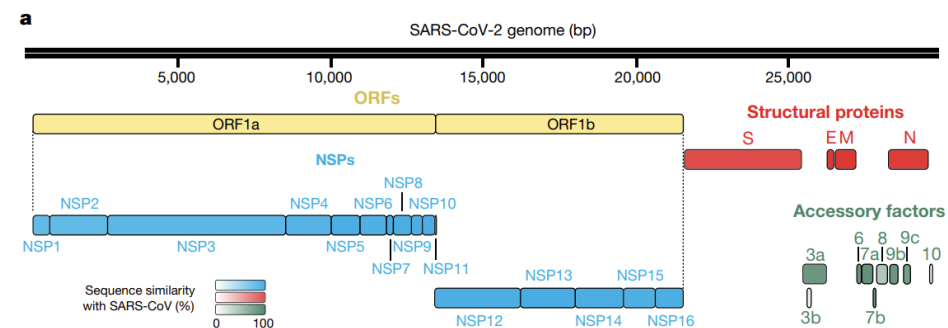 a
SARS-CoV-2 genome (bp)
5,000 10,000 15,000 20,000 25,000
ORFs
ORF1a ORF1b
Structural proteins
S E M N
NSPs
NSP8
NSP2 NSP4 NSP6 NSP10
NSP1 NSP3 NSP5 NSP9
NSP7 NSP11
Accessory factors
6 8 9c
3a 7a 9b 10
3b 7b
NSP13 NSP15
NSP12 NSP14 NSP16
Sequence similarity
with SARS-CoV (%)
0 100